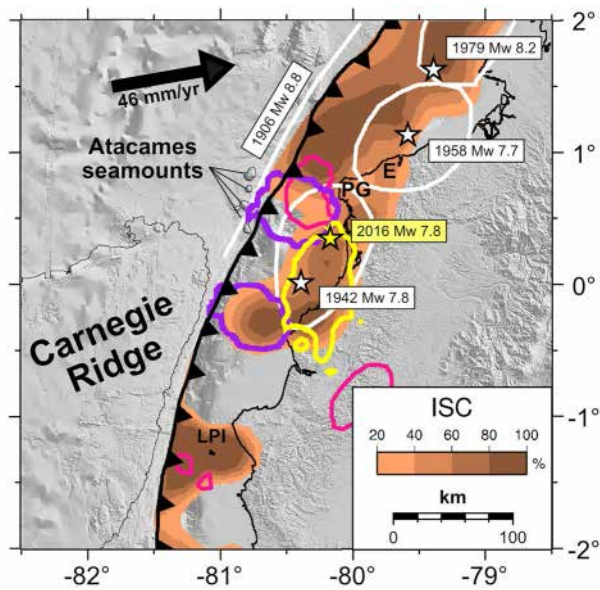 2°
1979 Mw 8.2
46 mm/yr
1906 Mw 8.8
Atacames
seamounts
1958 Mw 7.7
E
1°
PG
2016 Mw 7.8
0°
1942 Mw 7.8
Carnegie
Ridge
ISC
-1°
20 40 60 80 100
%
LPI
km
0 100
-2°
-82° -81° -80° -79°